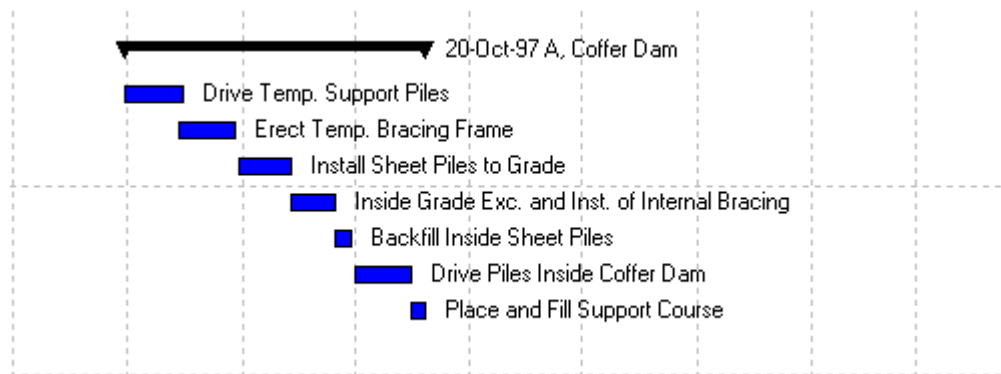 20-Oct-97 A, Coffer Dam
Drive Temp. Support Piles
Erect Temp. Bracing Frame
Install Sheet Piles to Grade
Inside Grade Exc. and Inst. of Internal Bracing
Backfill Inside Sheet Piles
Drive Piles Inside Coffer Dam
Place and Fill Support Course